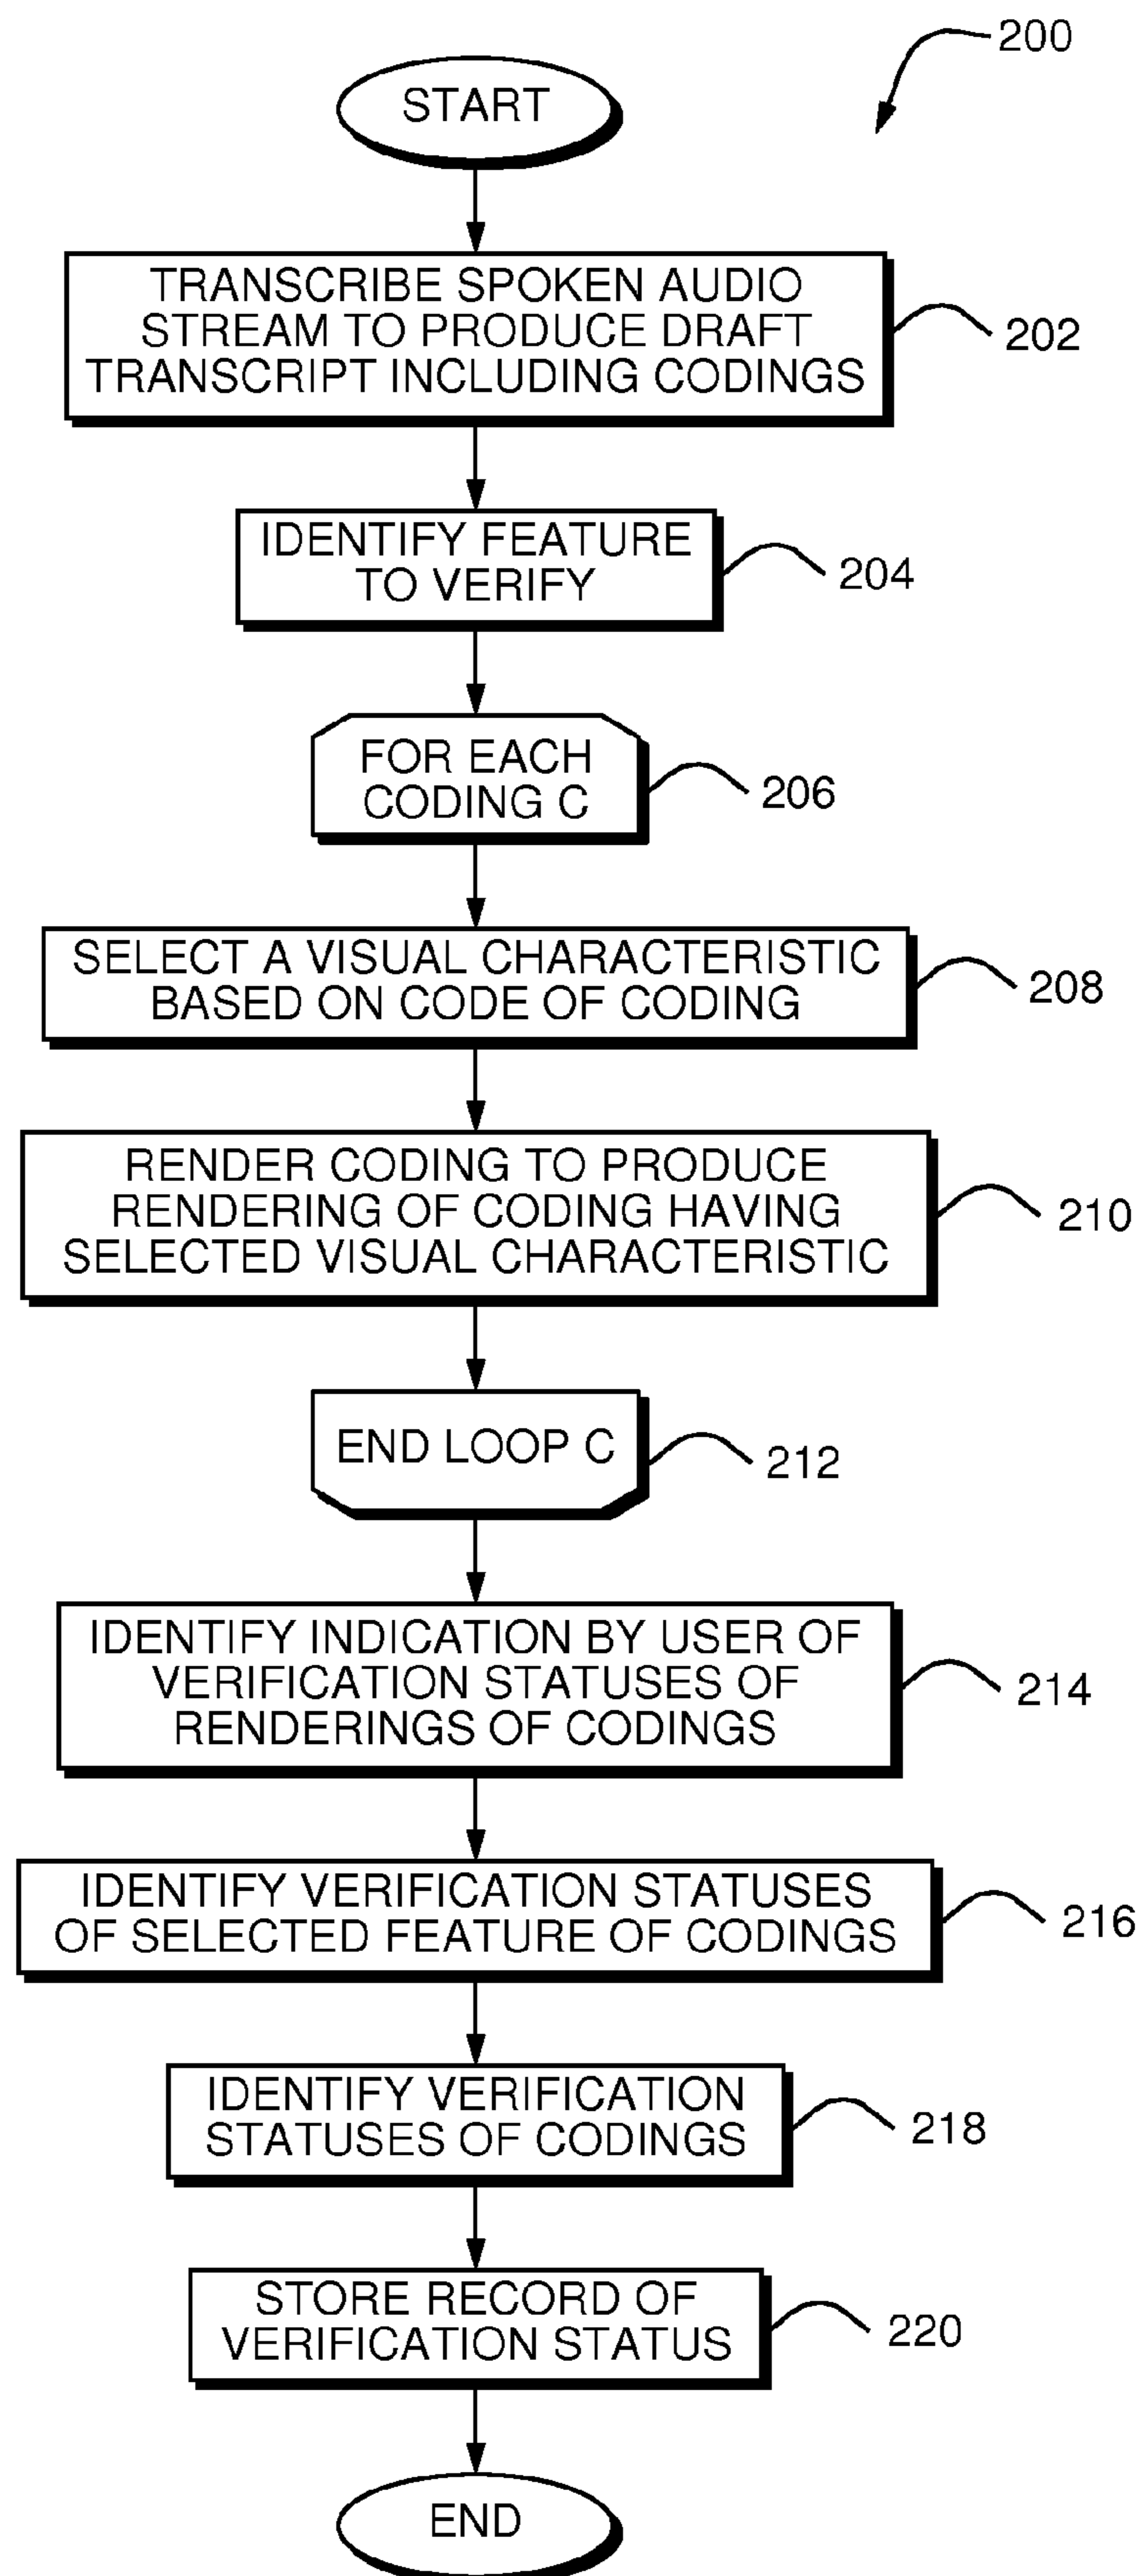 200
START
TRANSCRIBE SPOKEN AUDIO
STREAM TO PRODUCE DRAFT
TRANSCRIPT INCLUDING CODINGS
202
IDENTIFY FEATURE
TO VERIFY
204
FOR EACH
CODING C
206
SELECT A VISUAL CHARACTERISTIC
BASED ON CODE OF CODING
208
RENDER CODING TO PRODUCE
RENDERING OF CODING HAVING
SELECTED VISUAL CHARACTERISTIC
210
END LOOP C
212
IDENTIFY INDICATION BY USER OF
VERIFICATION STATUSES OF
RENDERINGS OF CODINGS
214
IDENTIFY VERIFICATION STATUSES
OF SELECTED FEATURE OF CODINGS
216
IDENTIFY VERIFICATION
STATUSES OF CODINGS
218
STORE RECORD OF
VERIFICATION STATUS
220
END